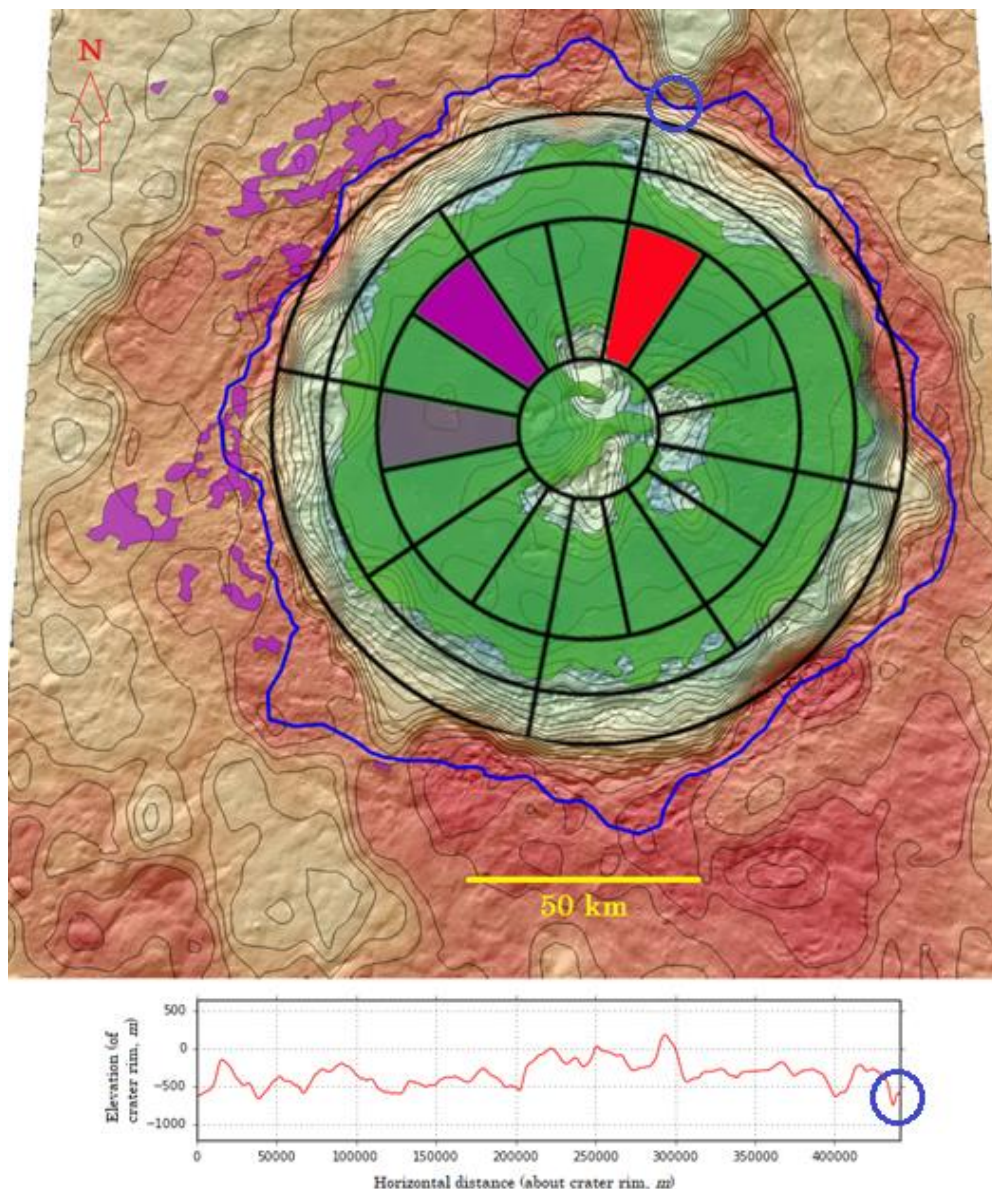 N
50 km
Elevation (of
crater rim, m)
500
0
−500
−1000
0 50000 100000 150000 200000 250000 300000 350000 400000
Horizontal distance (about crater rim, m)